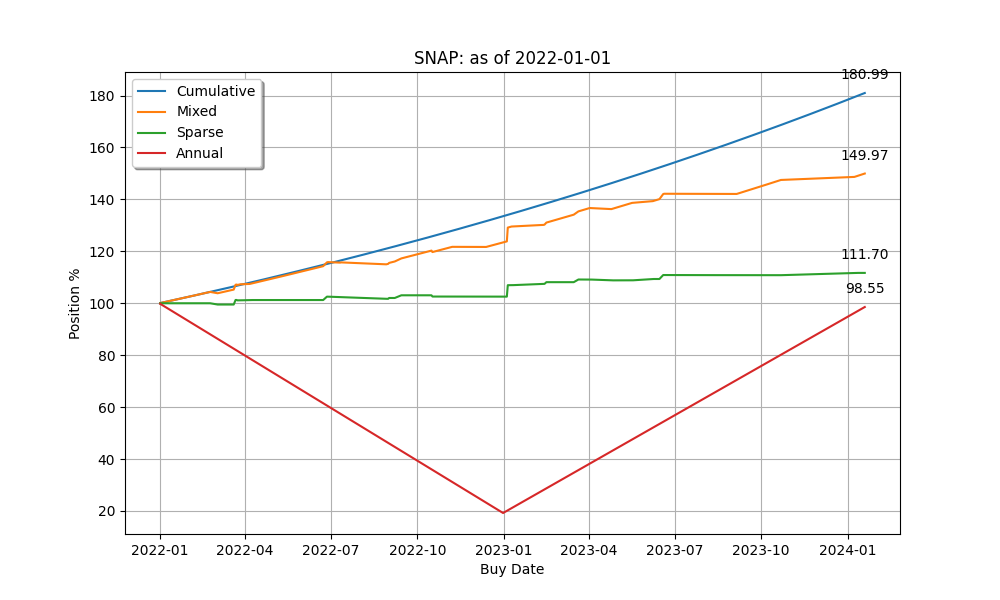 SNAP: as of 2022-01-01
Cumulative
Mixed
Sparse
Annual
180.99
149.97
111.70
98.55
Position %
180
160
140
120
100
80
60
40
20
2022-01 2022-04 2022-07 2022-10 2023-01 2023-04 2023-07 2023-10 2024-01
Buy Date